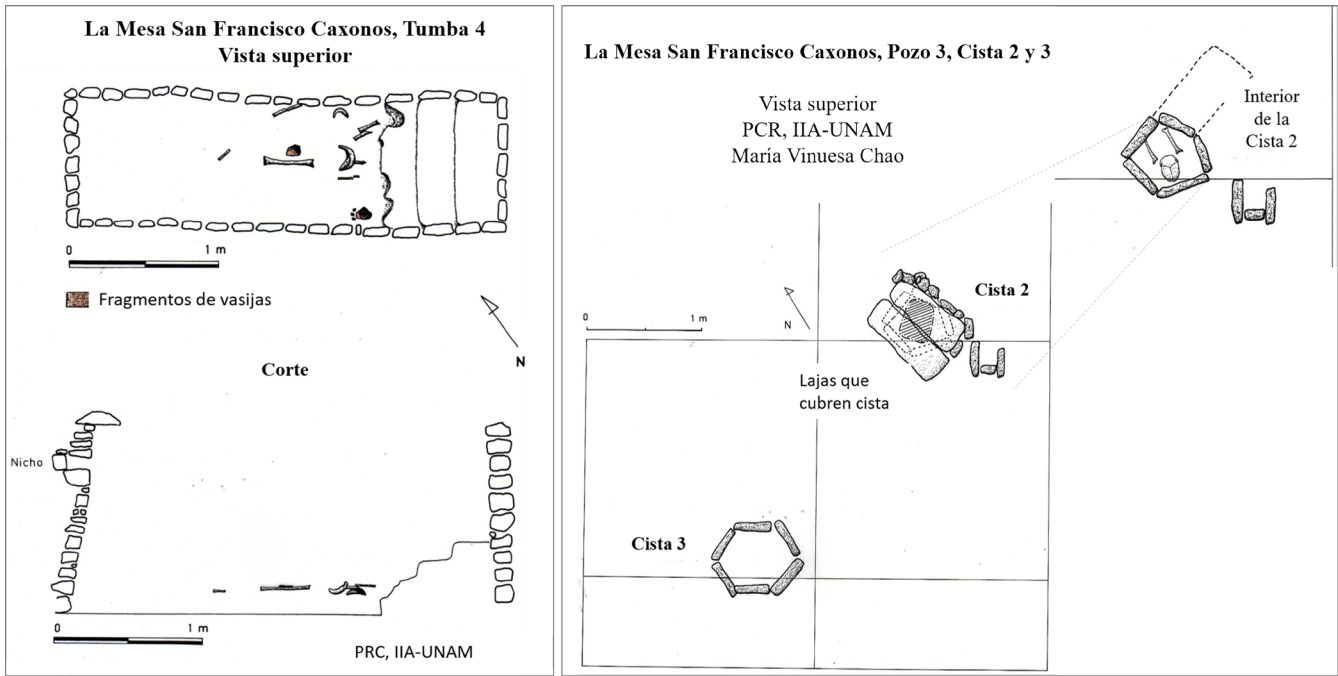 La Mesa San Francisco Caxonos, Tumba 4
Vista superior
0 1 m
Fragmentos de vasijas
N
Corte
Nicho
0 1 m
PRC, IIA-UNAM
La Mesa San Francisco Caxonos, Pozo 3, Cista 2 y 3
Vista superior
PCR, IIA-UNAM
María Vinuesa Chao
Interior
de la
Cista 2
Cista 2
0 1 m
N
Lajas que
cubren cista
Cista 3